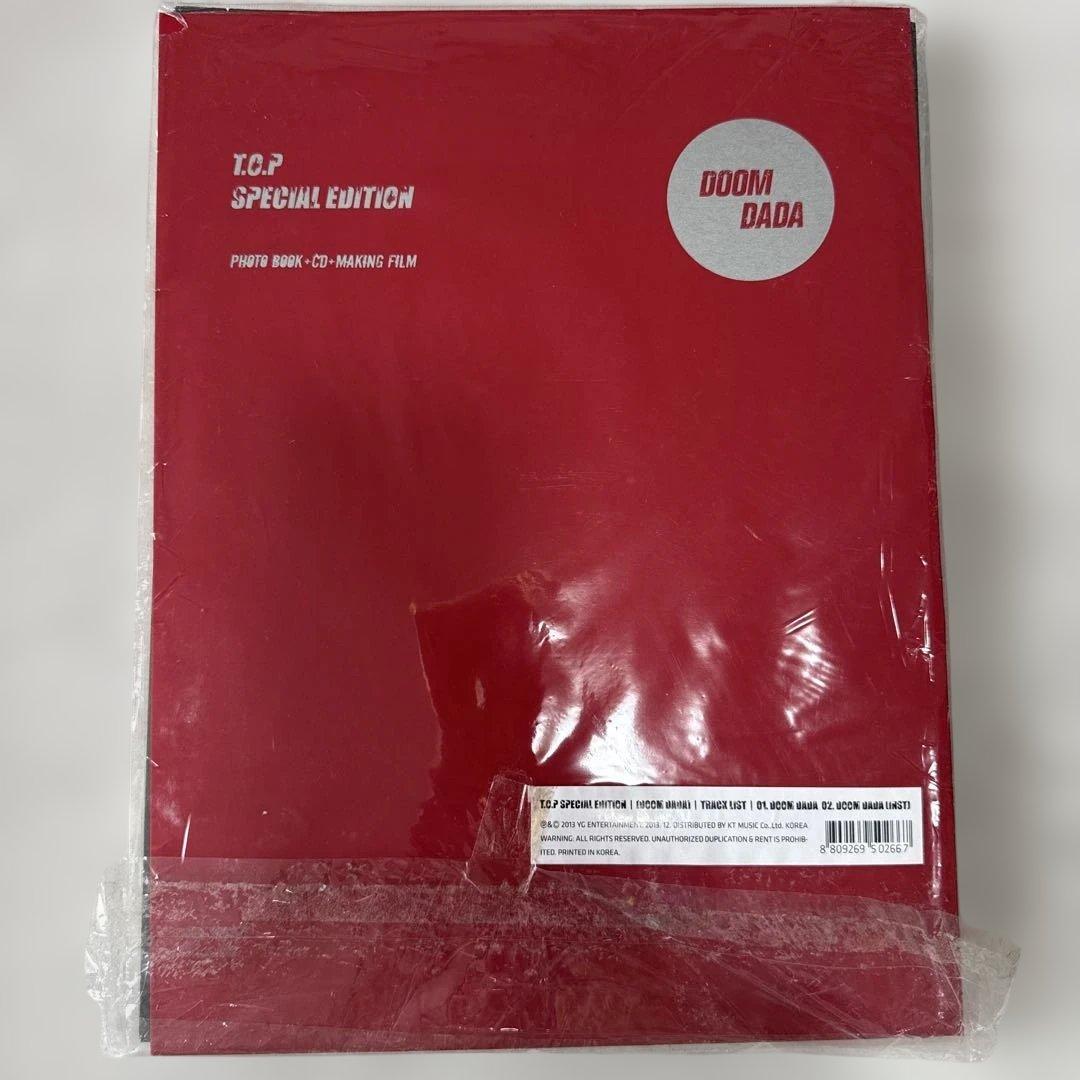 T.O.P
SPECIAL EDITION
PHOTO BOOK+CD+MAKING FILM
DOOM
DADA
T.O.P SPECIAL EDITION | [DOOM DADA] | TRACK LIST | 01. DOOM DADA 02. DOOM DADA (INST)
℗&© 2013 YG ENTERTAINMENT. 2013. 12. DISTRIBUTED BY KT MUSIC Co.,Ltd. KOREA
WARNING: ALL RIGHTS RESERVED. UNAUTHORIZED DUPLICATION & RENT IS PROHIB-
ITED. PRINTED IN KOREA.
8 809269 502667